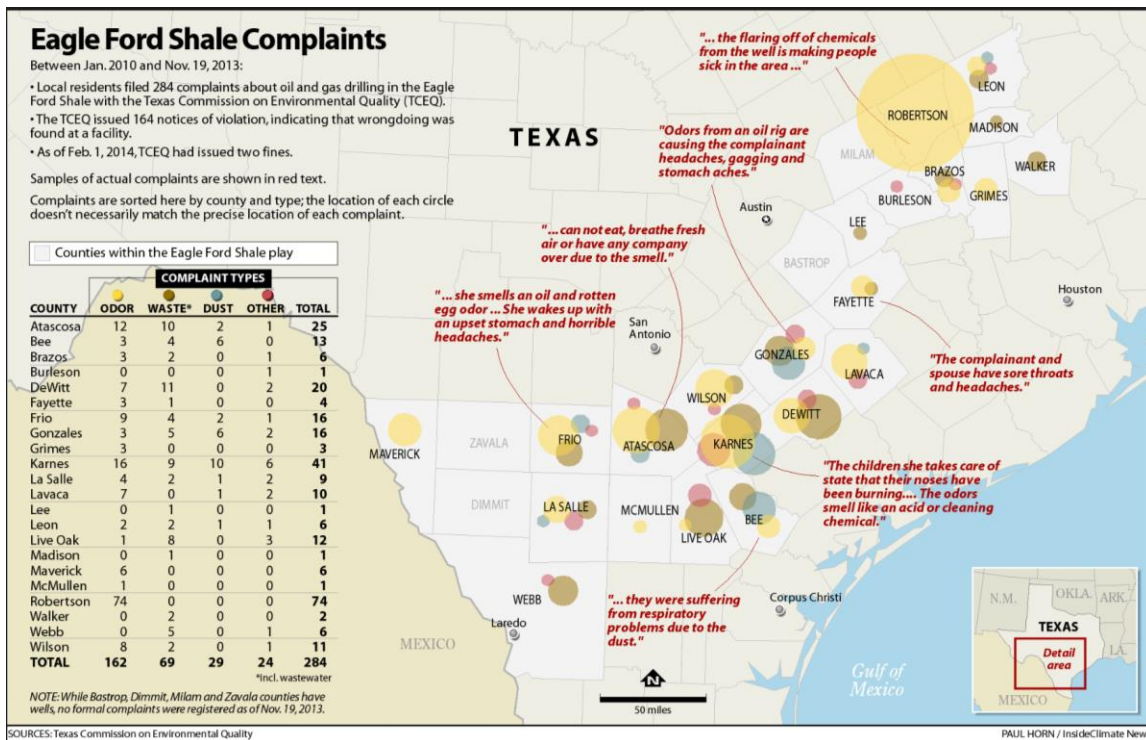 Eagle Ford Shale Complaints
Between Jan. 2010 and Nov. 19, 2013:
• Local residents filed 284 complaints about oil and gas drilling in the Eagle
Ford Shale with the Texas Commission on Environmental Quality (TCEQ).
• The TCEQ issued 164 notices of violation, indicating that wrongdoing was
found at a facility.
• As of Feb. 1, 2014, TCEQ had issued two fines.
Samples of actual complaints are shown in red text.
Complaints are sorted here by county and type; the location of each circle
doesn't necessarily match the precise location of each complaint.
Counties within the Eagle Ford Shale play
COMPLAINT TYPES
COUNTY ODOR WASTE* DUST OTHER TOTAL
Atascosa 12 10 2 1 25
Bee 3 4 6 0 13
Brazos 3 2 0 1 6
Burleson 0 0 0 1 1
DeWitt 7 11 0 2 20
Fayette 3 1 0 0 4
Frio 9 4 2 1 16
Gonzales 3 5 6 2 16
Grimes 3 0 0 0 3
Karnes 16 9 10 6 41
La Salle 4 2 1 2 9
Lavaca 7 0 1 2 10
Lee 0 1 0 0 1
Leon 2 2 1 1 6
Live Oak 1 8 0 3 12
Madison 0 1 0 0 1
Maverick 6 0 0 0 6
McMullen 1 0 0 0 1
Robertson 74 0 0 0 74
Walker 0 2 0 0 2
Webb 0 5 0 1 6
Wilson 8 2 0 1 11
TOTAL 162 69 29 24 284
*Incl. wastewater
NOTE: While Bastrop, Dimmit, Milam and Zavala counties have
wells, no formal complaints were registered as of Nov. 19, 2013.
TEXAS
"... the flaring off of chemicals
from the well is making people
sick in the area ..."
"Odors from an oil rig are
causing the complainant
headaches, gagging and
stomach aches."
"... can not eat, breathe fresh
air or have any company
over due to the smell."
"... she smells an oil and rotten
egg odor ... She wakes up with
an upset stomach and horrible
headaches."
"The complainant and
spouse have sore throats
and headaches."
"The children she takes care of
state that their noses have
been burning.... The odors
smell like an acid or cleaning
chemical."
"... they were suffering
from respiratory
problems due to the
dust."
LEON
ROBERTSON
MADISON
MILAM
WALKER
BRAZOS
BURLESON
GRIMES
Austin
LEE
BASTROP
Houston
FAYETTE
San
Antonio
GONZALES
LAVACA
WILSON
DEWITT
MAVERICK
ZAVALA
FRIO
ATASCOSA
KARNES
DIMMIT
LA SALLE
MCMULLEN
LIVE OAK
BEE
WEBB
Laredo
Corpus Christi
MEXICO
Gulf of
Mexico
N
50 miles
N.M.
OKLA.
ARK.
TEXAS
LA.
Detail
area
MEXICO
SOURCES: Texas Commission on Environmental Quality
PAUL HORN / InsideClimate New